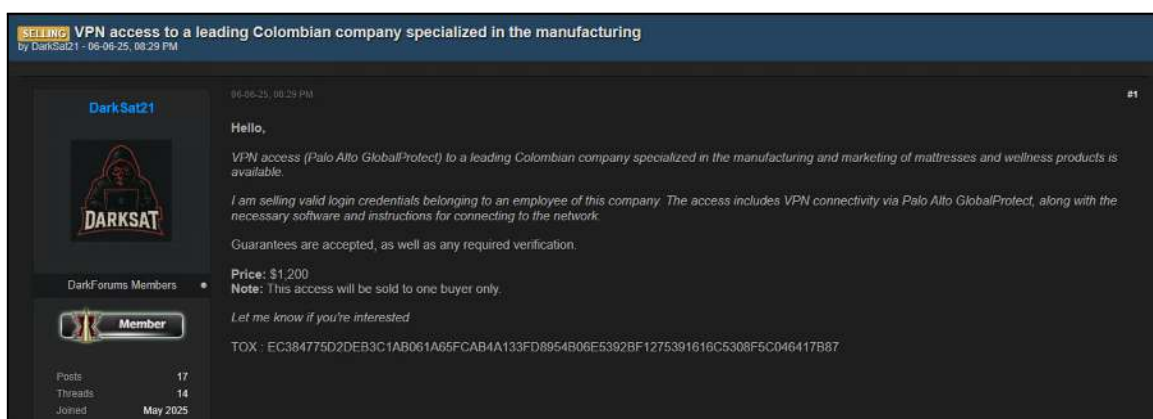 SELLING VPN access to a leading Colombian company specialized in the manufacturing
by DarkSat21 - 06-06-25, 08:29 PM
DarkSat21
DARKSAT
DarkForums Members
Member
Posts 17
Threads 14
Joined May 2025
06-06-25, 08:29 PM #1
Hello,
VPN access (Palo Alto GlobalProtect) to a leading Colombian company specialized in the manufacturing and marketing of mattresses and wellness products is
available.
I am selling valid login credentials belonging to an employee of this company. The access includes VPN connectivity via Palo Alto GlobalProtect, along with the
necessary software and instructions for connecting to the network.
Guarantees are accepted, as well as any required verification.
Price: $1,200
Note: This access will be sold to one buyer only.
Let me know if you're interested
TOX : EC384775D2DEB3C1AB061A65FCAB4A133FD8954B06E5392BF1275391616C5308F5C046417B87